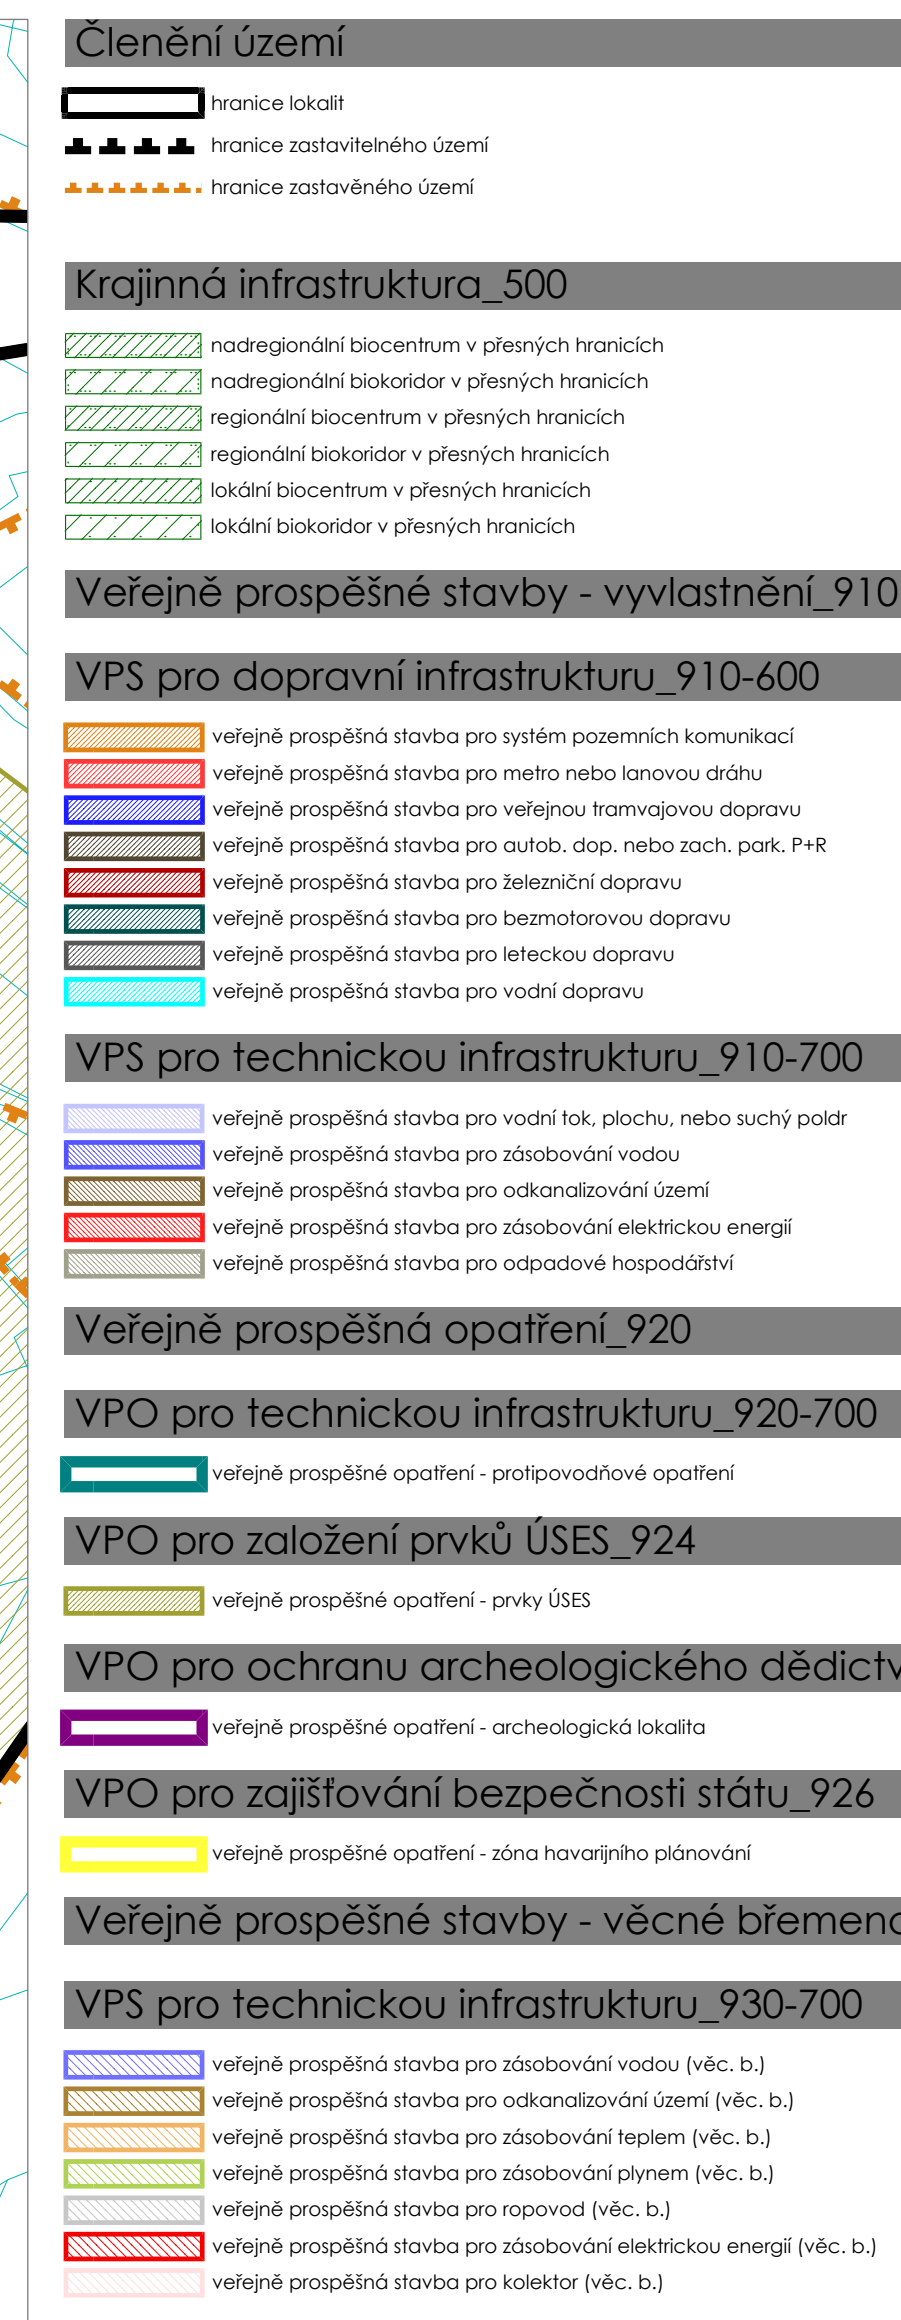 Členění území
hranice lokalit
hranice zastavitelného území
hranice zastavěného území
Krajinná infrastruktura_500
nadregionální biocentrum v přesných hranicích
nadregionální biokoridor v přesných hranicích
regionální biocentrum v přesných hranicích
regionální biokoridor v přesných hranicích
lokální biocentrum v přesných hranicích
lokální biokoridor v přesných hranicích
Veřejně prospěšné stavby - vyvlastnění_910
VPS pro dopravní infrastrukturu_910-600
veřejně prospěšná stavba pro systém pozemních komunikací
veřejně prospěšná stavba pro metro nebo lanovou dráhu
veřejně prospěšná stavba pro veřejnou tramvajovou dopravu
veřejně prospěšná stavba pro autob. dop. nebo zach. park. P+R
veřejně prospěšná stavba pro železniční dopravu
veřejně prospěšná stavba pro bezmotorovou dopravu
veřejně prospěšná stavba pro leteckou dopravu
veřejně prospěšná stavba pro vodní dopravu
VPS pro technickou infrastrukturu_910-700
veřejně prospěšná stavba pro vodní tok, plochu, nebo suchý poldr
veřejně prospěšná stavba pro zásobování vodou
veřejně prospěšná stavba pro odkanalizování území
veřejně prospěšná stavba pro zásobování elektrickou energií
veřejně prospěšná stavba pro odpadové hospodářství
Veřejně prospěšná opatření_920
VPO pro technickou infrastrukturu_920-700
veřejně prospěšné opatření - protipovodňové opatření
VPO pro založení prvků ÚSES_924
veřejně prospěšné opatření - prvky ÚSES
VPO pro ochranu archeologického dědictv
veřejně prospěšné opatření - archeologická lokalita
VPO pro zajišťování bezpečnosti státu_926
veřejně prospěšné opatření - zóna havarijního plánování
Veřejně prospěšné stavby - věcné břemena
VPS pro technickou infrastrukturu_930-700
veřejně prospěšná stavba pro zásobování vodou (věc. b.)
veřejně prospěšná stavba pro odkanalizování území (věc. b.)
veřejně prospěšná stavba pro zásobování teplem (věc. b.)
veřejně prospěšná stavba pro zásobování plynem (věc. b.)
veřejně prospěšná stavba pro ropovod (věc. b.)
veřejně prospěšná stavba pro zásobování elektrickou energií (věc. b.)
veřejně prospěšná stavba pro kolektor (věc. b.)